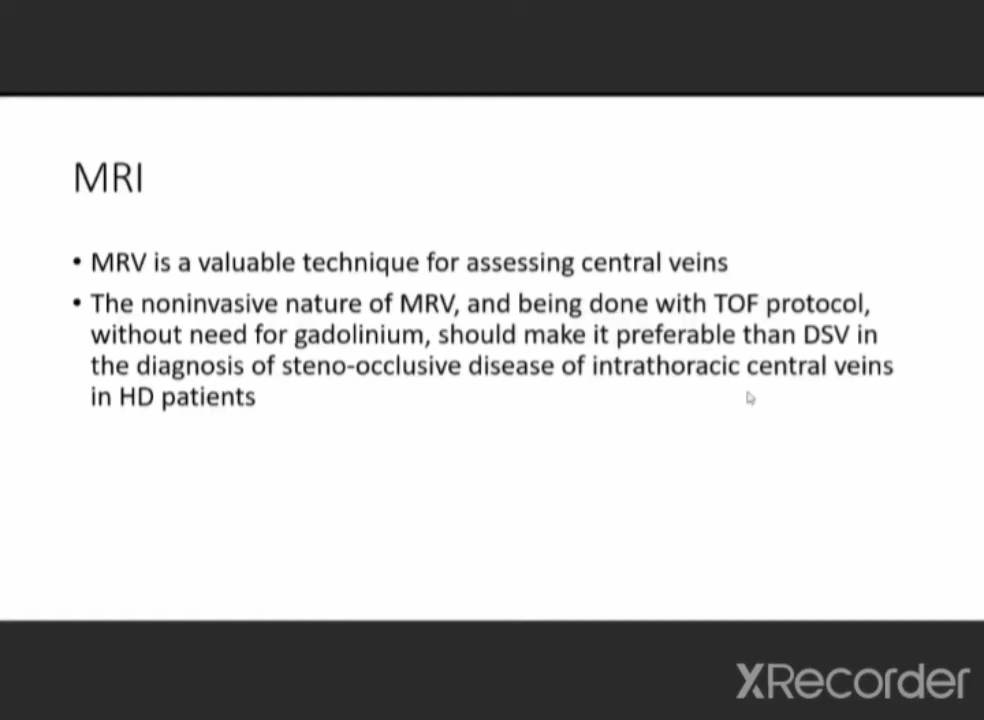 MRI
• MRV is a valuable technique for assessing central veins
• The noninvasive nature of MRV, and being done with TOF protocol,
without need for gadolinium, should make it preferable than DSV in
the diagnosis of steno-occlusive disease of intrathoracic central veins
in HD patients
XRecorder